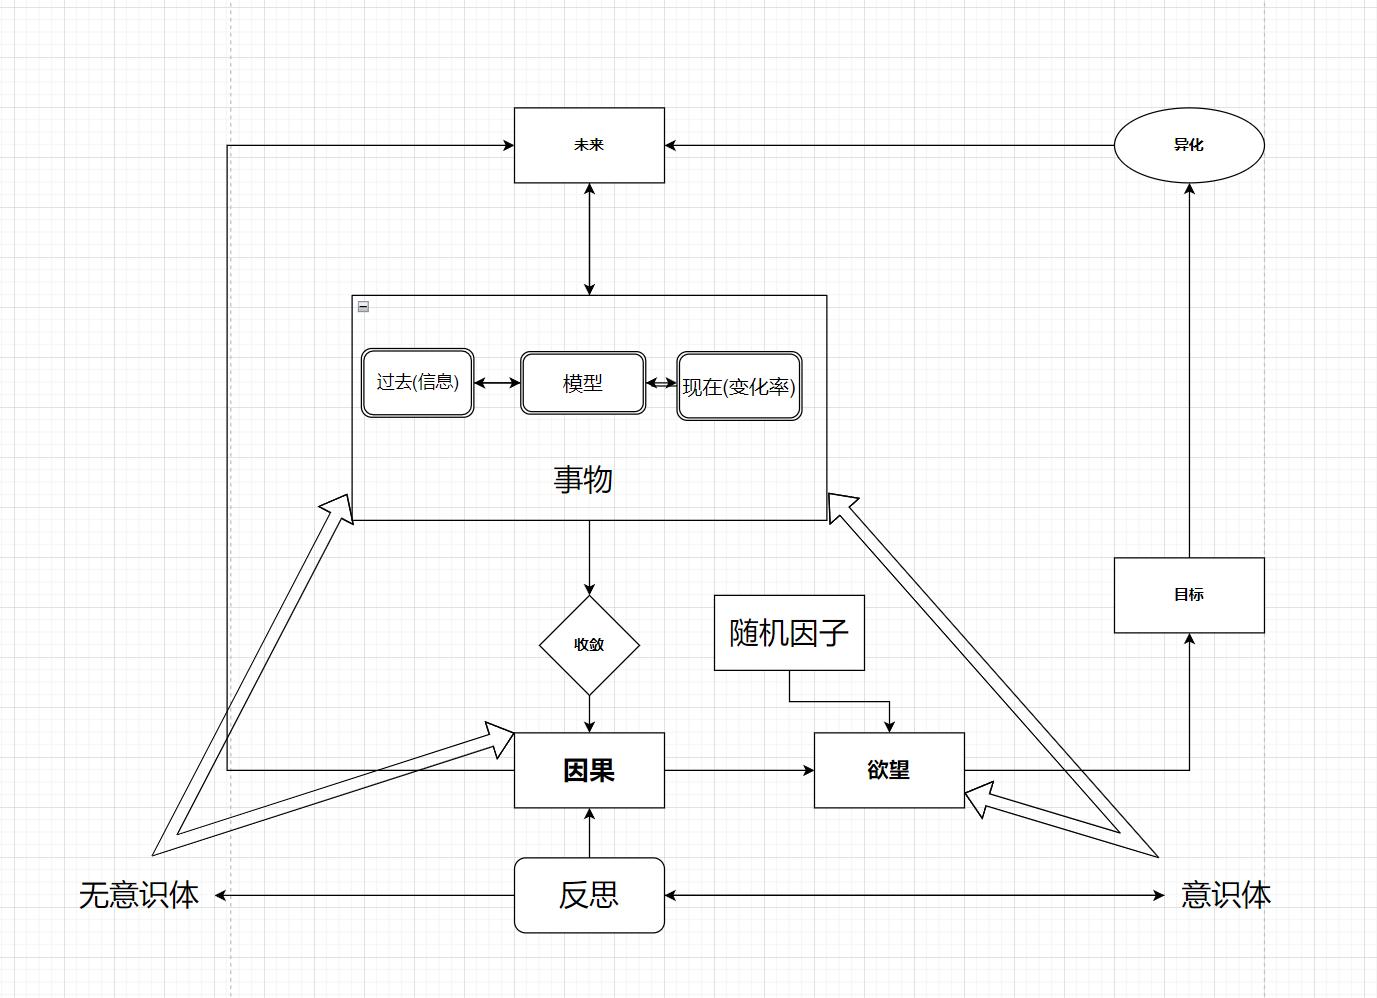 未来
异化
过去(信息)
模型
现在(变化率)
事物
目标
随机因子
收敛
因果
欲望
无意识体
反思
意识体